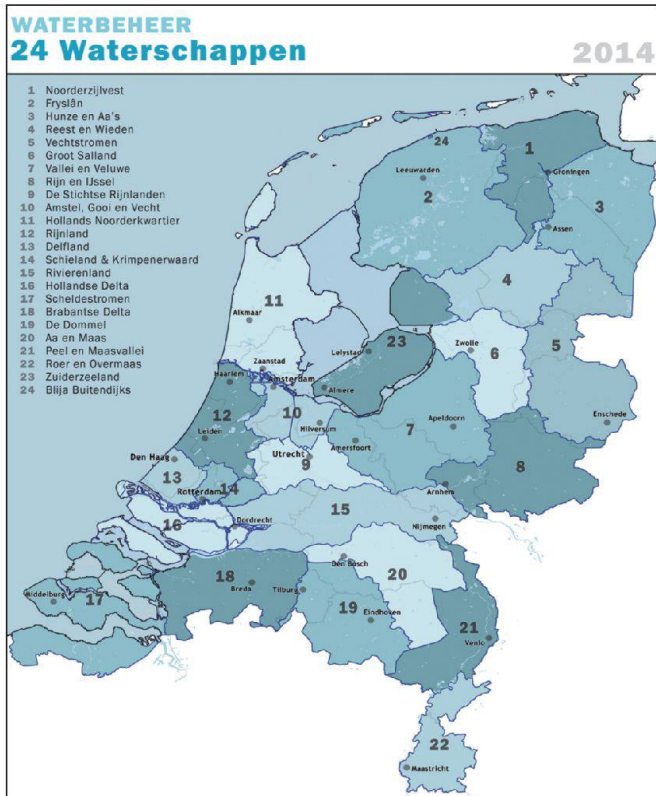 WATERBEHEER
24 Waterschappen
2014
1 Noorderzijlvest
2 Fryslân
3 Hunze en Aa's
4 Reest en Wieden
5 Vechtstromen
6 Groot Salland
7 Vallei en Veluwe
8 Rijn en IJssel
9 De Stichtse Rijnlanden
10 Amstel, Gooi en Vecht
11 Hollands Noorderkwartier
12 Rijnland
13 Delfland
14 Schieland & Krimpenerwaard
15 Rivierenland
16 Hollandse Delta
17 Scheldestromen
18 Brabantse Delta
19 De Dommel
20 Aa en Maas
21 Peel en Maasvallei
22 Roer en Overmaas
23 Zuiderzeeland
24 Blija Buitendijks
24
1
Groningen
Leeuwarden
2
3
Assen
4
11
Alkmaar
Lelystad
23
Zwolle
6
5
Zaanstad
Haarlem
Amsterdam
Almere
12
10
Hilversum
7
Apeldoorn
Enschede
Leiden
Amersfoort
Den Haag
Utrecht
9
8
13
Rotterdam
14
Arnhem
15
16
Dordrecht
Nijmegen
Den Bosch
20
18
Breda
Tilburg
Middelburg
17
19
Eindhoven
21
Venlo
22
Maastricht